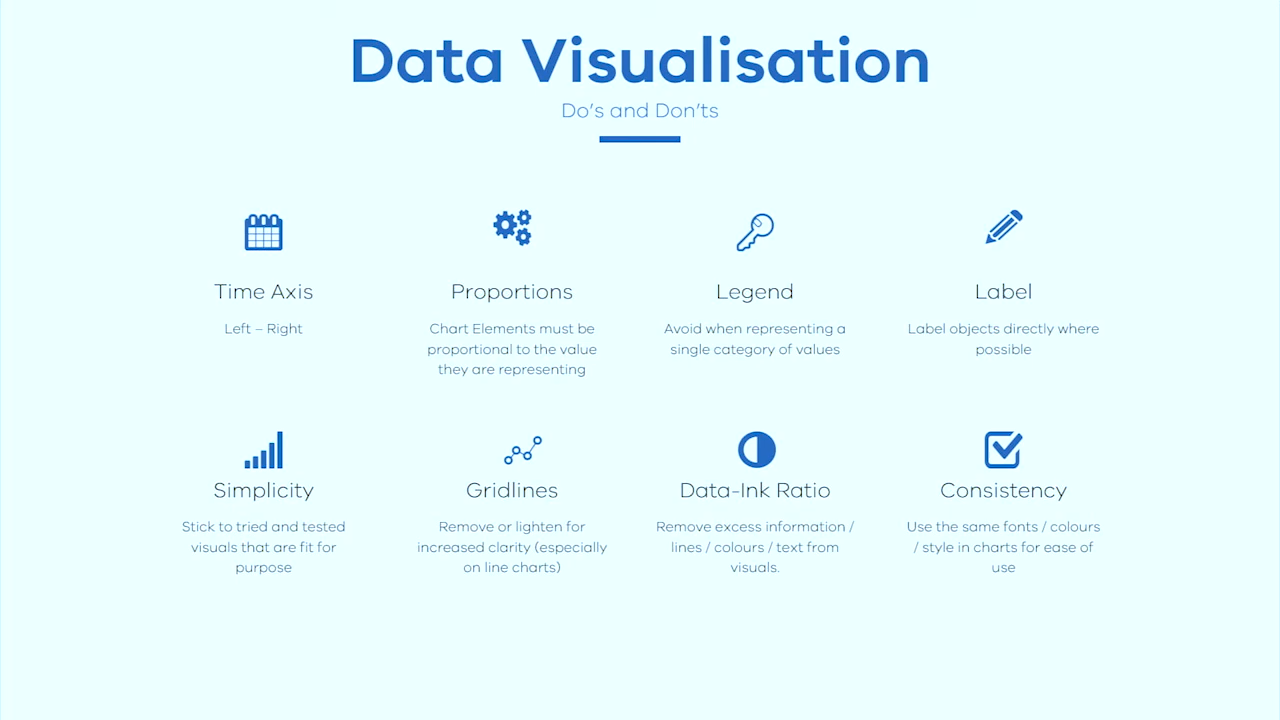 Data Visualisation
Do's and Don'ts
Time Axis
Left – Right
Proportions
Chart Elements must be
proportional to the value
they are representing
Legend
Avoid when representing a
single category of values
Label
Label objects directly where
possible
Simplicity
Stick to tried and tested
visuals that are fit for
purpose
Gridlines
Remove or lighten for
increased clarity (especially
on line charts)
Data-Ink Ratio
Remove excess information /
lines / colours / text from
visuals.
Consistency
Use the same fonts / colours
/ style in charts for ease of
use